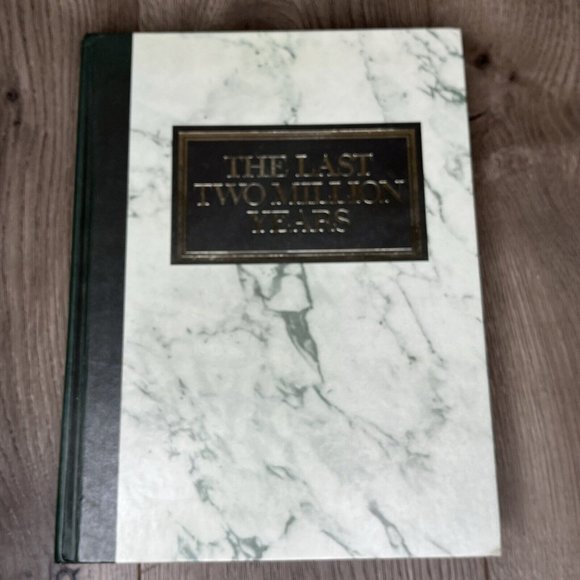 THE LAST
TWO MILLION
YEARS